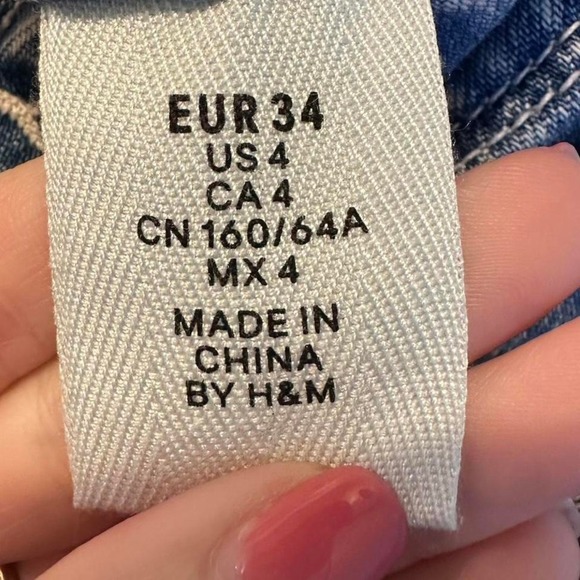 EUR 34
US 4
CA 4
CN 160/64A
MX 4
MADE IN
CHINA
BY H&M